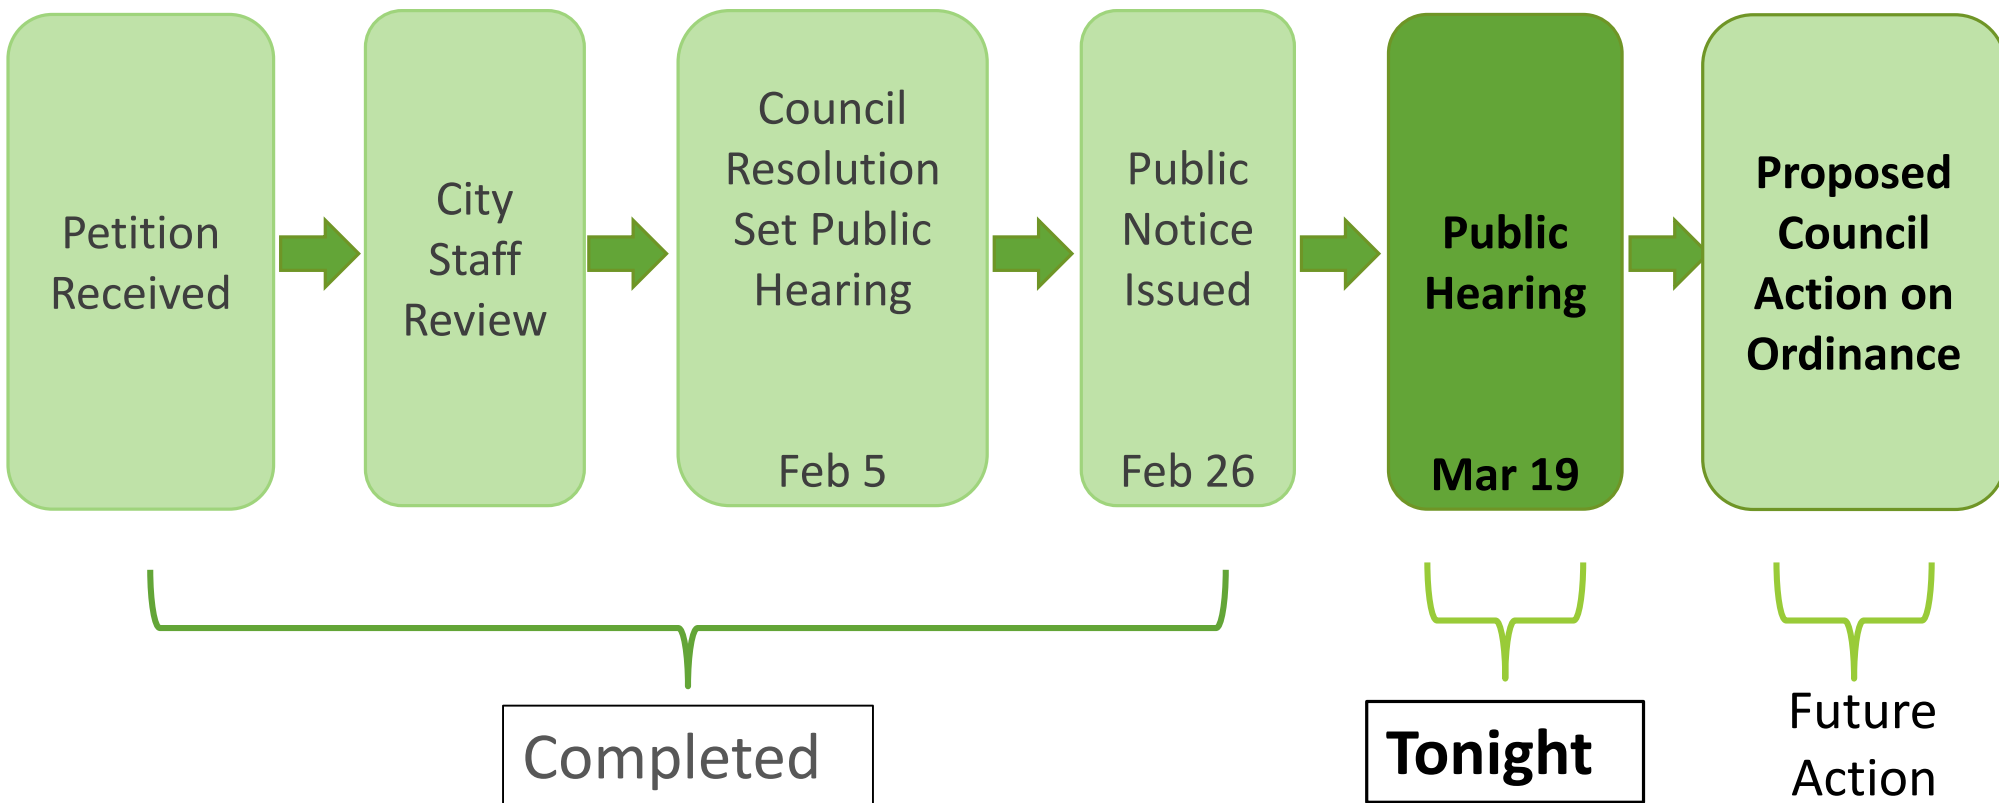 Petition
Received
City
Staff
Review
Council
Resolution
Set Public
Hearing
Feb 5
Public
Notice
Issued
Feb 26
Public
Hearing
Mar 19
Proposed
Council
Action on
Ordinance
Completed
Tonight
Future
Action